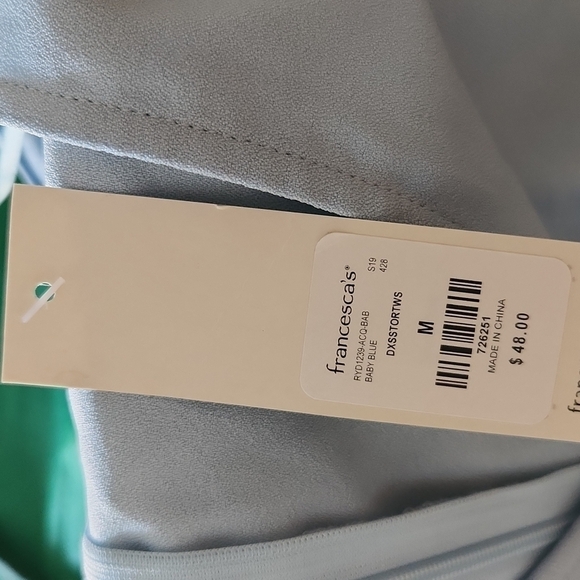 francesca's®
S19
428
RYD1239-ACQ-BAB
BABY BLUE
DXSSTORTWS
M
726251
MADE IN CHINA
$ 48.00